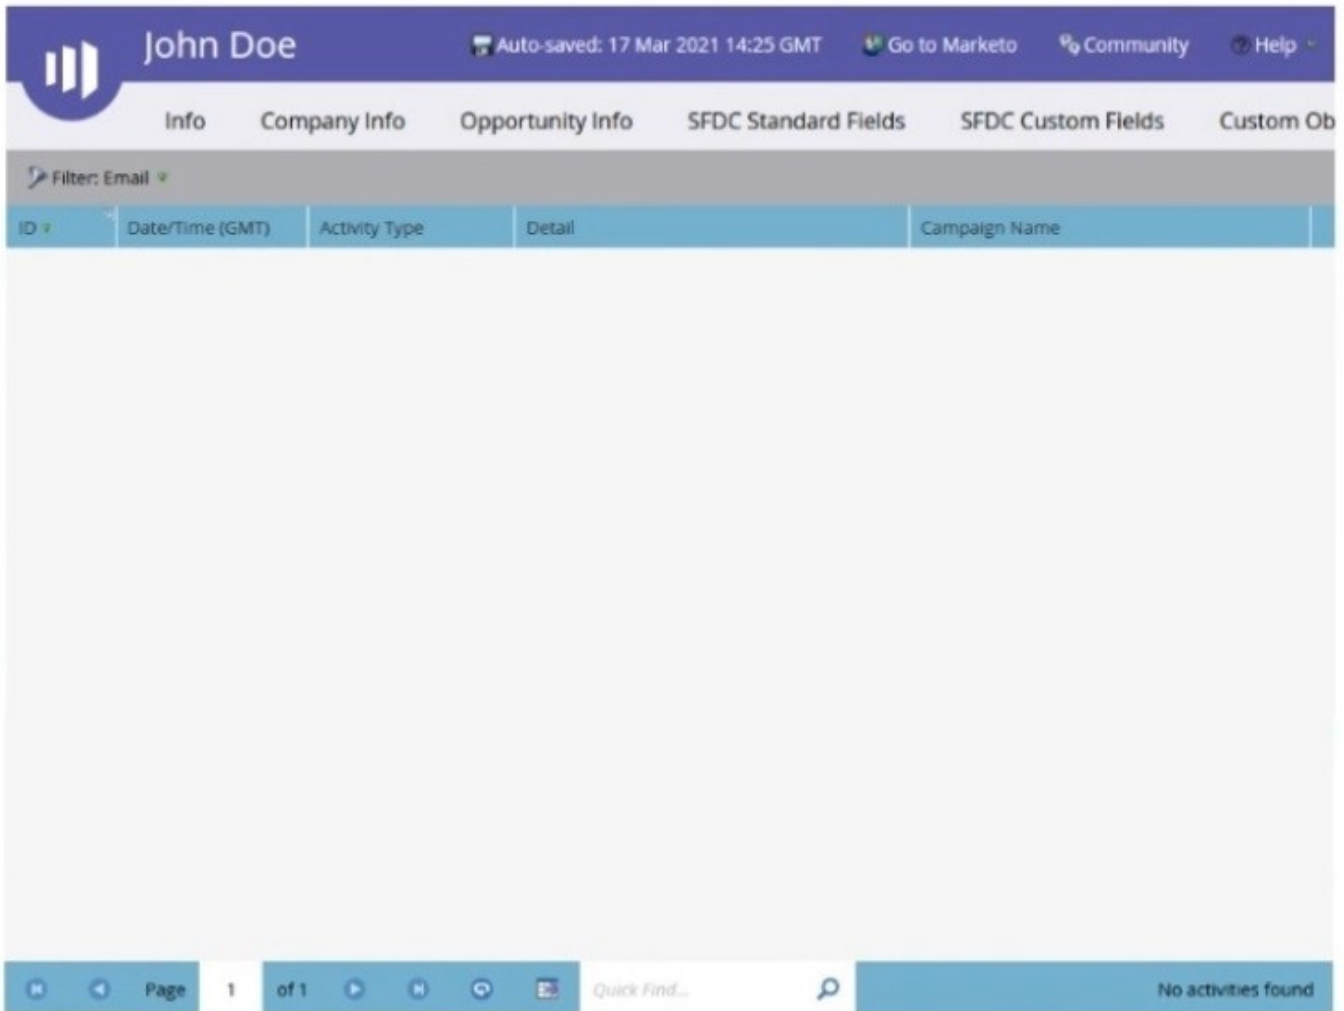 John Doe
Auto-saved: 17 Mar 2021 14:25 GMT Go to Marketo Community Help
Info Company Info Opportunity Info SFDC Standard Fields SFDC Custom Fields Custom Ob
Filter: Email
ID Date/Time (GMT) Activity Type Detail Campaign Name
Page 1 of 1 Quick Find... No activities found